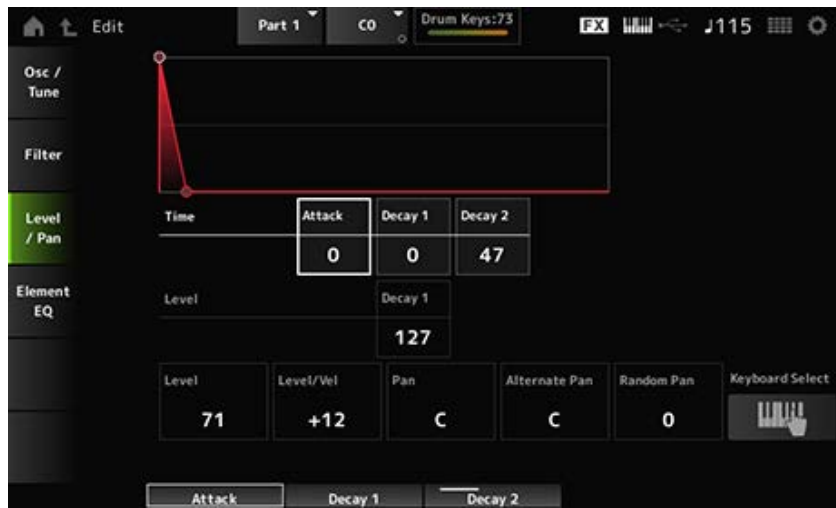 Edit Part 1 C0 Drum Keys:73 FX ♩115
Osc /
Tune
Filter
Level
/ Pan
Element
EQ
Time Attack Decay 1 Decay 2
0 0 47
Level Decay 1
127
Level Level/Vel Pan Alternate Pan Random Pan Keyboard Select
71 +12 C C 0
Attack Decay 1 Decay 2